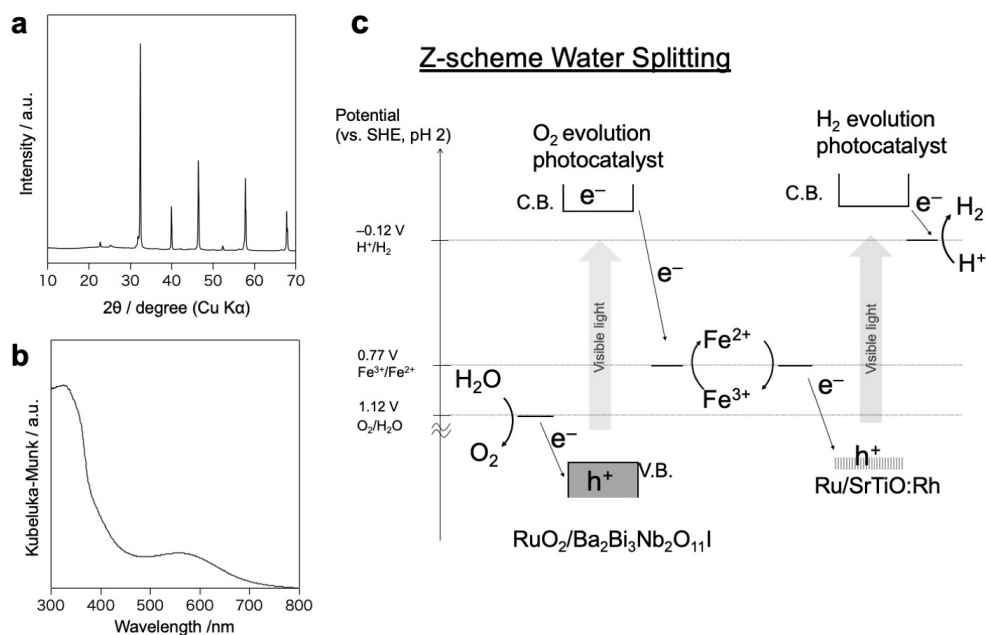 a
Intensity / a.u.
10 20 30 40 50 60 70
2θ / degree (Cu Kα)
b
Kubeluka-Munk / a.u.
300 400 500 600 700 800
Wavelength /nm
c
Z-scheme Water Splitting
Potential
(vs. SHE, pH 2)
O₂ evolution
photocatalyst
H₂ evolution
photocatalyst
C.B.
e⁻
C.B.
e⁻
H₂
H⁺
–0.12 V
H⁺/H₂
e⁻
Visible light
Visible light
0.77 V
Fe³⁺/Fe²⁺
Fe²⁺
Fe³⁺
H₂O
O₂
1.12 V
O₂/H₂O
e⁻
e⁻
h⁺
V.B.
h⁺
Ru/SrTiO:Rh
RuO₂/Ba₂Bi₃Nb₂O₁₁I